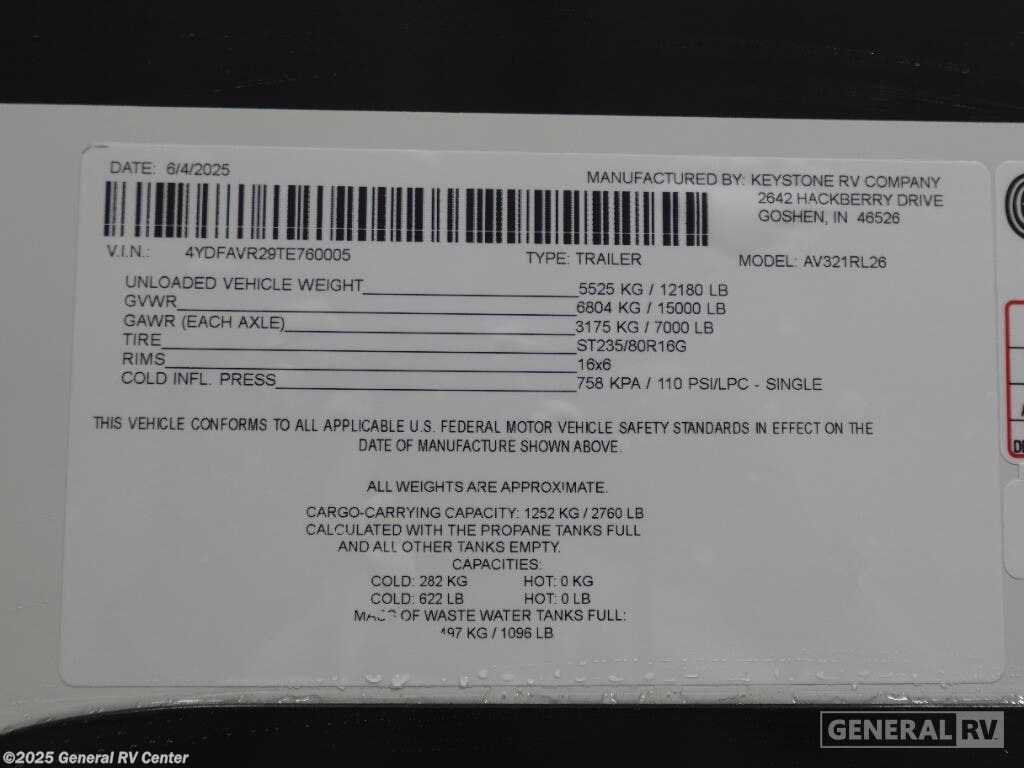 DATE: 6/4/2025
MANUFACTURED BY: KEYSTONE RV COMPANY
2642 HACKBERRY DRIVE
GOSHEN, IN 46526
V.I.N.: 4YDFAVR29TE760005 TYPE: TRAILER MODEL: AV321RL26
UNLOADED VEHICLE WEIGHT 5525 KG / 12180 LB
GVWR 6804 KG / 15000 LB
GAWR (EACH AXLE) 3175 KG / 7000 LB
TIRE ST235/80R16G
RIMS 16x6
COLD INFL. PRESS 758 KPA / 110 PSI/LPC - SINGLE
THIS VEHICLE CONFORMS TO ALL APPLICABLE U.S. FEDERAL MOTOR VEHICLE SAFETY STANDARDS IN EFFECT ON THE
DATE OF MANUFACTURE SHOWN ABOVE.
ALL WEIGHTS ARE APPROXIMATE.
CARGO-CARRYING CAPACITY: 1252 KG / 2760 LB
CALCULATED WITH THE PROPANE TANKS FULL
AND ALL OTHER TANKS EMPTY.
CAPACITIES:
COLD: 282 KG HOT: 0 KG
COLD: 622 LB HOT: 0 LB
MASS OF WASTE WATER TANKS FULL:
497 KG / 1096 LB
GENERAL RV
©2025 General RV Center